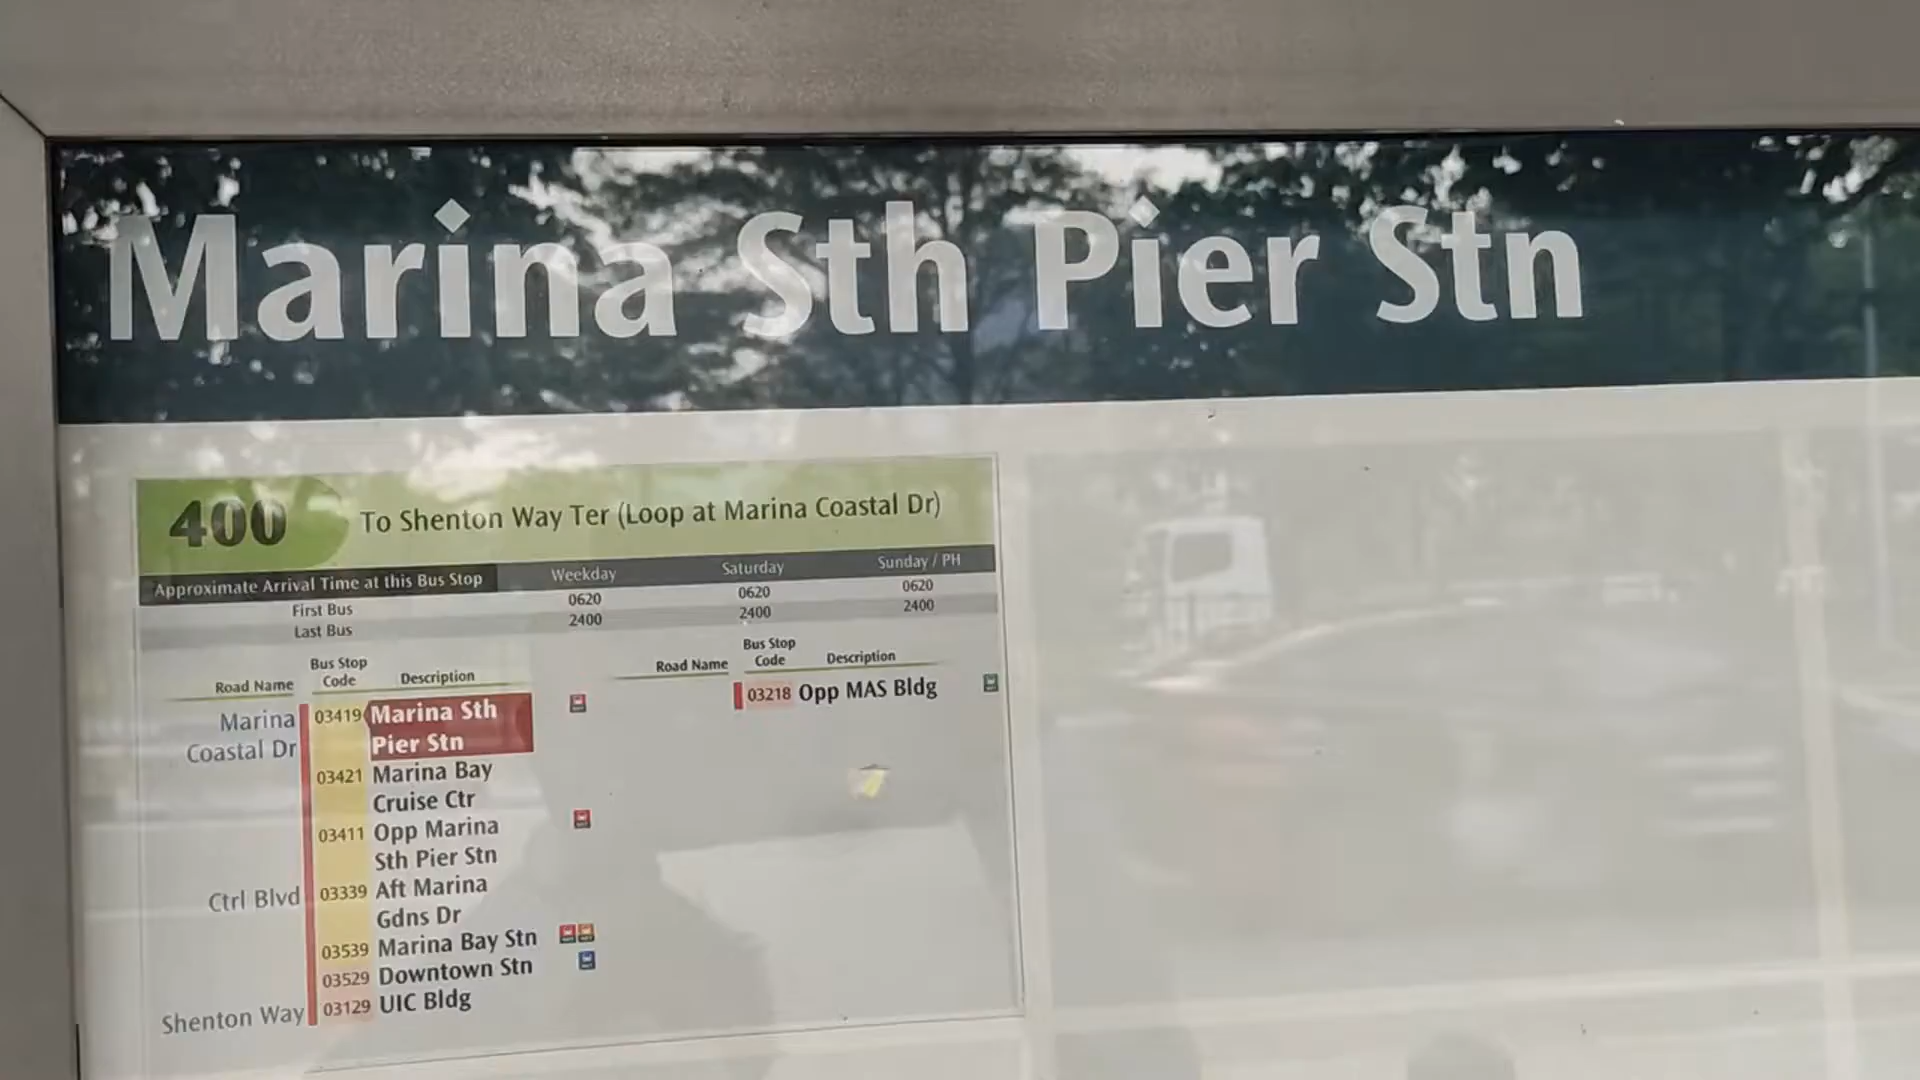 Marina Sth Pier Stn
400 To Shenton Way Ter (Loop at Marina Coastal Dr)
Approximate Arrival Time at this Bus Stop Weekday Saturday Sunday / PH
First Bus 0620 0620 0620
Last Bus 2400 2400 2400
Road Name Bus Stop Code Description
Marina Coastal Dr
03419 Marina Sth
Pier Stn
03421 Marina Bay
Cruise Ctr
03411 Opp Marina
Sth Pier Stn
Ctrl Blvd 03339 Aft Marina
Gdns Dr
03539 Marina Bay Stn
03529 Downtown Stn
Shenton Way 03129 UIC Bldg
Road Name Bus Stop Code Description
03218 Opp MAS Bldg